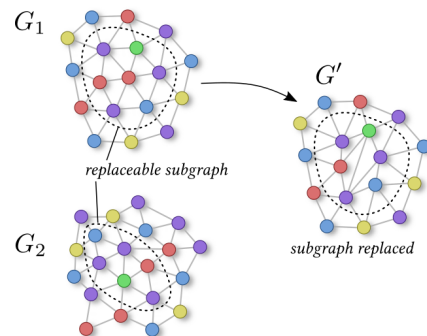 G₁
G′
replaceable subgraph
G₂
subgraph replaced